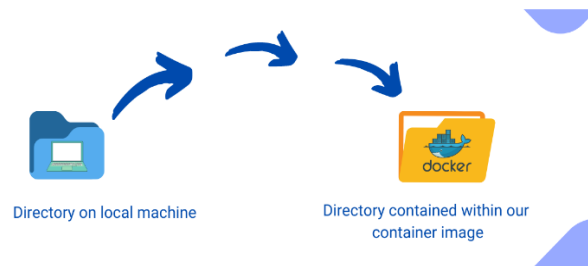 docker
Directory on local machine
Directory contained within our
container image